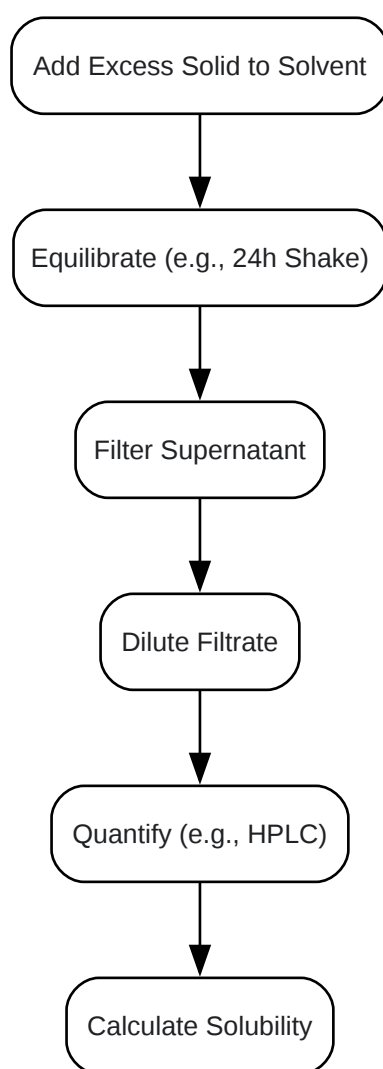 Add Excess Solid to Solvent
Equilibrate (e.g., 24h Shake)
Filter Supernatant
Dilute Filtrate
Quantify (e.g., HPLC)
Calculate Solubility